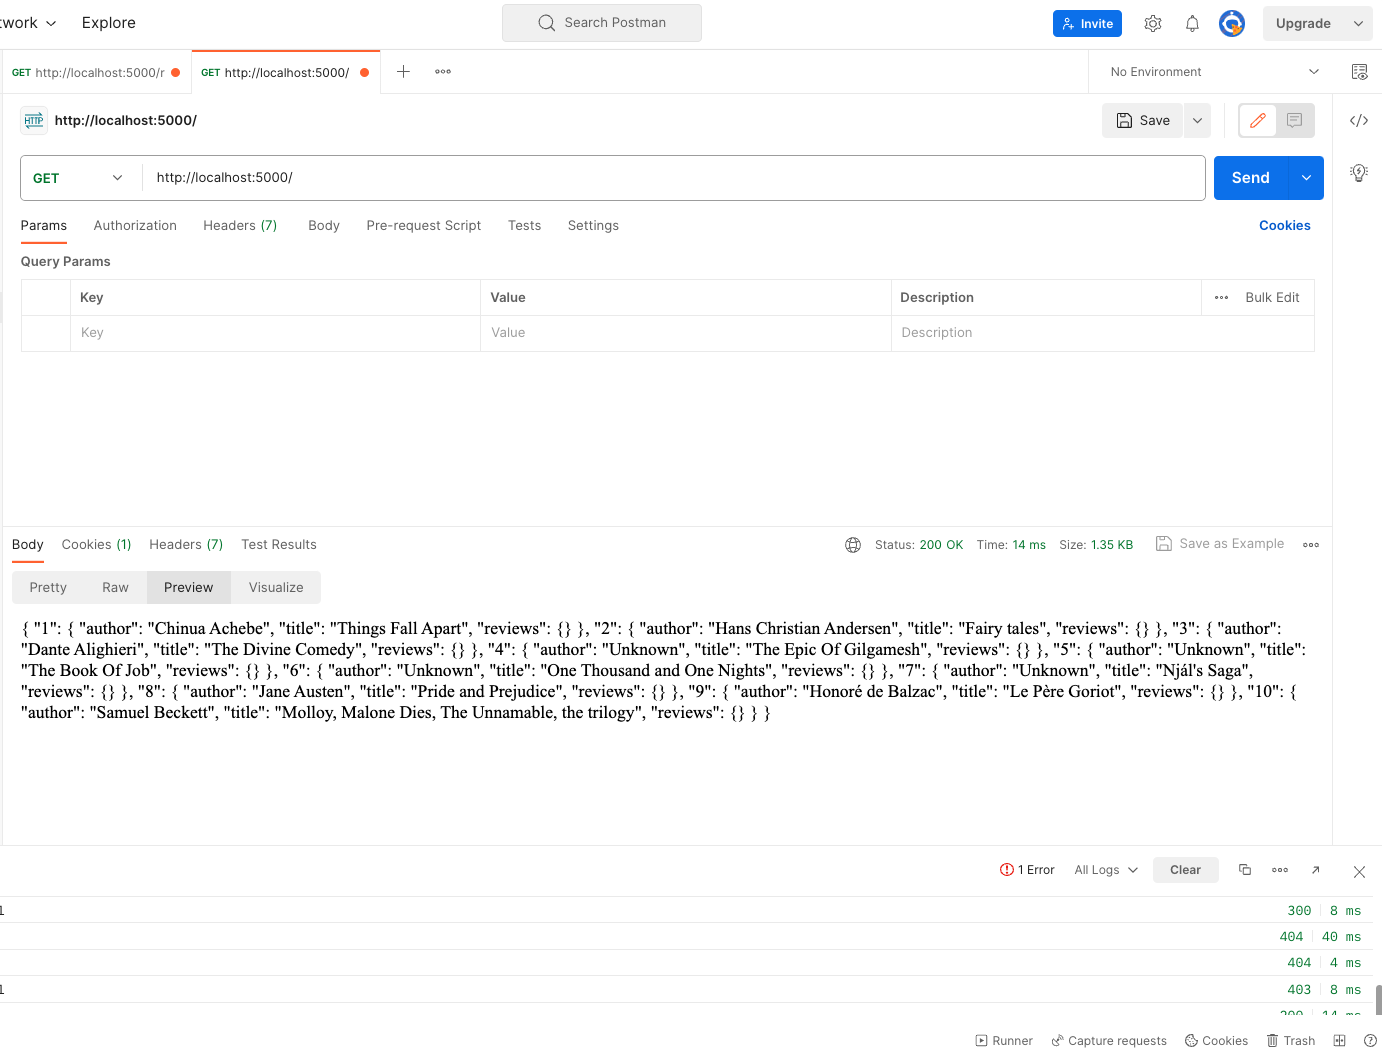 twork Explore Search Postman Invite Upgrade
GET http://localhost:5000/r GET http://localhost:5000/ No Environment
HTTP http://localhost:5000/ Save
GET http://localhost:5000/ Send
Params Authorization Headers (7) Body Pre-request Script Tests Settings Cookies
Query Params
Key Value Description Bulk Edit
Key Value Description
Body Cookies (1) Headers (7) Test Results Status: 200 OK Time: 14 ms Size: 1.35 KB Save as Example
Pretty Raw Preview Visualize
{ "1": { "author": "Chinua Achebe", "title": "Things Fall Apart", "reviews": {} }, "2": { "author": "Hans Christian Andersen", "title": "Fairy tales", "reviews": {} }, "3": { "author":
"Dante Alighieri", "title": "The Divine Comedy", "reviews": {} }, "4": { "author": "Unknown", "title": "The Epic Of Gilgamesh", "reviews": {} }, "5": { "author": "Unknown", "title":
"The Book Of Job", "reviews": {} }, "6": { "author": "Unknown", "title": "One Thousand and One Nights", "reviews": {} }, "7": { "author": "Unknown", "title": "Njál's Saga",
"reviews": {} }, "8": { "author": "Jane Austen", "title": "Pride and Prejudice", "reviews": {} }, "9": { "author": "Honoré de Balzac", "title": "Le Père Goriot", "reviews": {} }, "10": {
"author": "Samuel Beckett", "title": "Molloy, Malone Dies, The Unnamable, the trilogy", "reviews": {} } }
1 Error All Logs Clear
1 300 8 ms
404 40 ms
404 4 ms
1 403 8 ms
200 14 ms
Runner Capture requests Cookies Trash